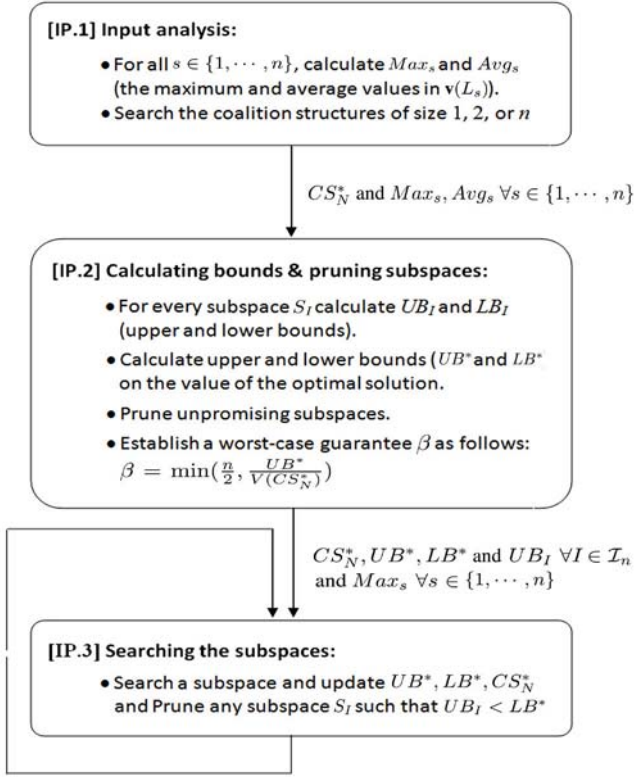 [IP.1] Input analysis:
• For all s ∈ {1, ⋯ , n}, calculate Max_s and Avg_s
(the maximum and average values in v(L_s)).
• Search the coalition structures of size 1, 2, or n
CS*_N and Max_s, Avg_s ∀s ∈ {1, ⋯ , n}
[IP.2] Calculating bounds & pruning subspaces:
• For every subspace S_I calculate UB_I and LB_I
(upper and lower bounds).
• Calculate upper and lower bounds (UB* and LB*
on the value of the optimal solution.
• Prune unpromising subspaces.
• Establish a worst-case guarantee β as follows:
β = min(n/2, UB*/V(CS*_N))
CS*_N, UB*, LB* and UB_I ∀I ∈ I_n
and Max_s ∀s ∈ {1, ⋯ , n}
[IP.3] Searching the subspaces:
• Search a subspace and update UB*, LB*, CS*_N
and Prune any subspace S_I such that UB_I < LB*